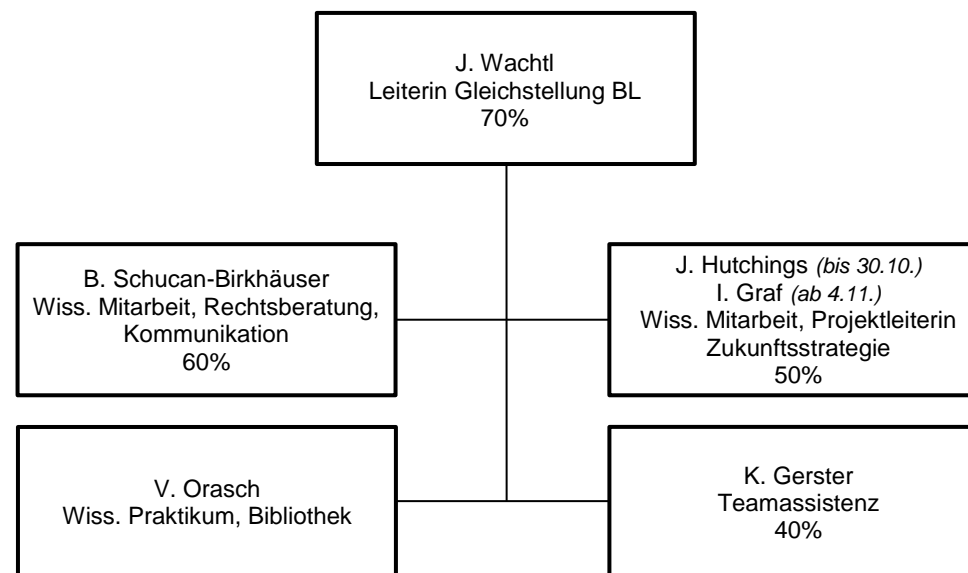 J. Wachtl
Leiterin Gleichstellung BL
70%
B. Schucan-Birkhäuser
Wiss. Mitarbeit, Rechtsberatung,
Kommunikation
60%
J. Hutchings (bis 30.10.)
I. Graf (ab 4.11.)
Wiss. Mitarbeit, Projektleiterin
Zukunftsstrategie
50%
V. Orasch
Wiss. Praktikum, Bibliothek
K. Gerster
Teamassistenz
40%